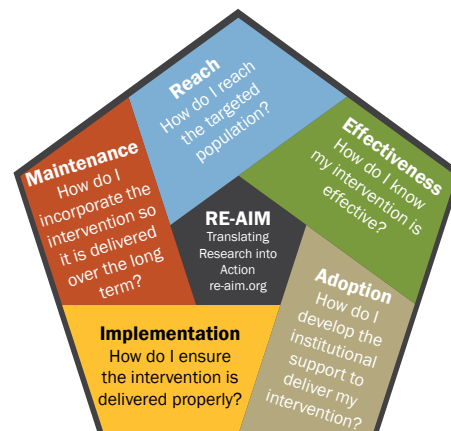 Reach
How do I reach
the targeted
population?
Effectiveness
How do I know
my intervention is
effective?
Adoption
How do I
develop the
institutional
support to
deliver my
intervention?
Implementation
How do I ensure
the intervention is
delivered properly?
Maintenance
How do I
incorporate the
intervention so
it is delivered
over the long
term?
RE-AIM
Translating
Research into
Action
re-aim.org